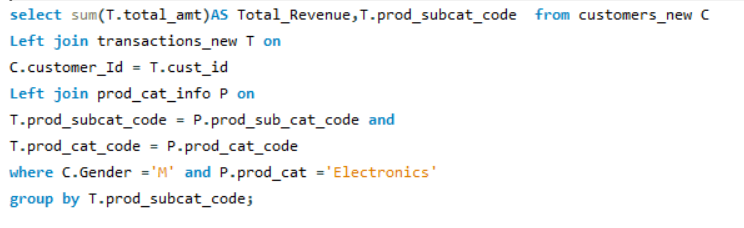 select sum(T.total_amt)AS Total_Revenue,T.prod_subcat_code  from customers_new C
Left join transactions_new T on
C.customer_Id = T.cust_id
Left join prod_cat_info P on
T.prod_subcat_code = P.prod_sub_cat_code and
T.prod_cat_code = P.prod_cat_code
where C.Gender ='M' and P.prod_cat ='Electronics'
group by T.prod_subcat_code;